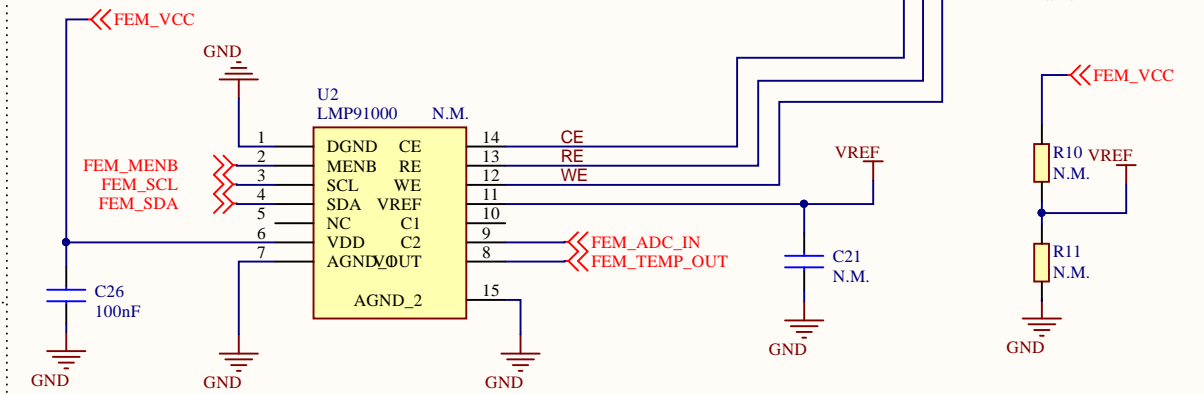 FEM_VCC
GND
U2
LMP91000 N.M.
1 DGND CE 14 CE
FEM_MENB 2 MENB RE 13 RE
FEM_SCL 3 SCL WE 12 WE
FEM_SDA 4 SDA VREF 11
5 NC C1 10
6 VDD C2 9 FEM_ADC_IN
7 AGND_1 VOUT 8 FEM_TEMP_OUT
AGND_2 15
VREF
C21
N.M.
GND
C26
100nF
GND
GND
GND
FEM_VCC
R10
N.M.
VREF
R11
N.M.
GND